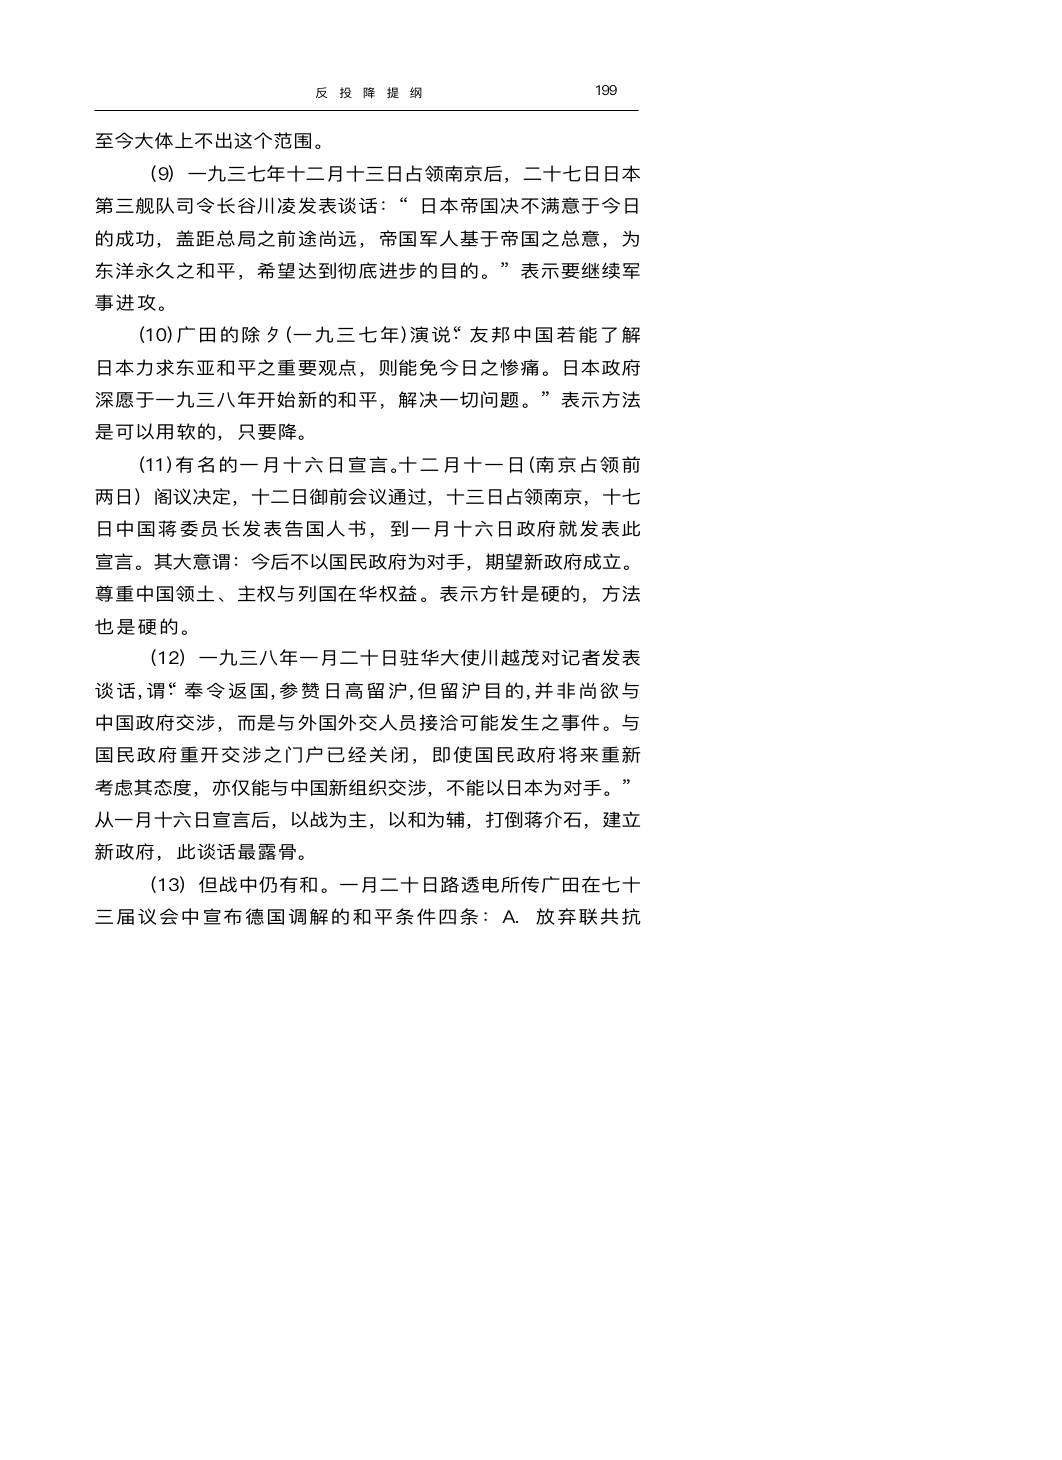 反投降提纲 199
至今大体上不出这个范围。
(9) 一九三七年十二月十三日占领南京后，二十七日日本
第三舰队司令长谷川凌发表谈话：“ 日本帝国决不满意于今日
的成功，盖距总局之前途尚远，帝国军人基于帝国之总意，为
东洋永久之和平，希望达到彻底进步的目的。”表示要继续军
事进攻。
(10)广田的除夕(一九三七年)演说：“友邦中国若能了解
日本力求东亚和平之重要观点，则能免今日之惨痛。日本政府
深愿于一九三八年开始新的和平，解决一切问题。”表示方法
是可以用软的，只要降。
(11)有名的一月十六日宣言。十二月十一日(南京占领前
两日) 阁议决定，十二日御前会议通过，十三日占领南京，十七
日中国蒋委员长发表告国人书，到一月十六日政府就发表此
宣言。其大意谓：今后不以国民政府为对手，期望新政府成立。
尊重中国领土、主权与列国在华权益。表示方针是硬的，方法
也是硬的。
(12) 一九三八年一月二十日驻华大使川越茂对记者发表
谈话，谓：“奉令返国，参赞日高留沪，但留沪目的，并非尚欲与
中国政府交涉，而是与外国外交人员接洽可能发生之事件。与
国民政府重开交涉之门户已经关闭，即使国民政府将来重新
考虑其态度，亦仅能与中国新组织交涉，不能以日本为对手。”
从一月十六日宣言后，以战为主，以和为辅，打倒蒋介石，建立
新政府，此谈话最露骨。
(13) 但战中仍有和。一月二十日路透电所传广田在七十
三届议会中宣布德国调解的和平条件四条：A. 放弃联共抗